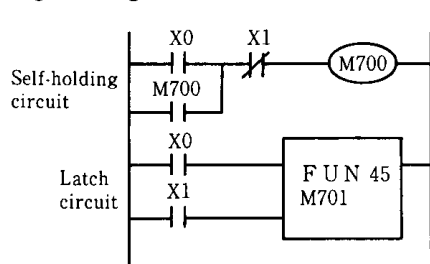 X0 X1
M700
Self-holding
circuit
M700
X0
FUN 45
M701
Latch
circuit
X1